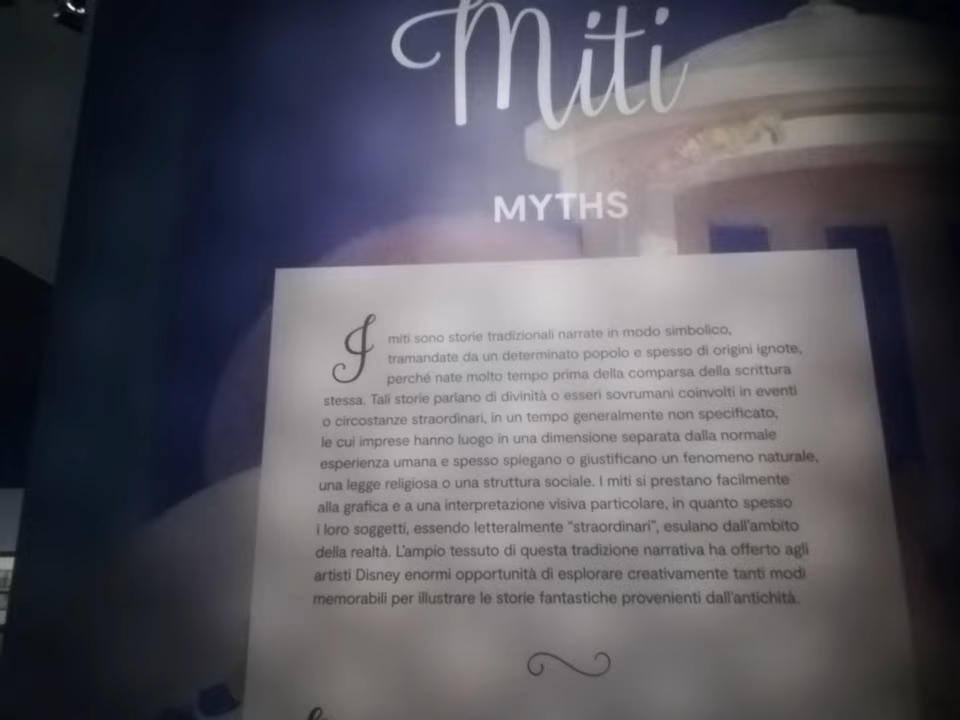 Miti
MYTHS
I miti sono storie tradizionali narrate in modo simbolico,
tramandate da un determinato popolo e spesso di origini ignote,
perché nate molto tempo prima della comparsa della scrittura
stessa. Tali storie parlano di divinità o esseri sovrumani coinvolti in eventi
o circostanze straordinari, in un tempo generalmente non specificato,
le cui imprese hanno luogo in una dimensione separata dalla normale
esperienza umana e spesso spiegano o giustificano un fenomeno naturale,
una legge religiosa o una struttura sociale. I miti si prestano facilmente
alla grafica e a una interpretazione visiva particolare, in quanto spesso
i loro soggetti, essendo letteralmente “straordinari”, esulano dall'ambito
della realtà. L'ampio tessuto di questa tradizione narrativa ha offerto agli
artisti Disney enormi opportunità di esplorare creativamente tanti modi
memorabili per illustrare le storie fantastiche provenienti dall'antichità.